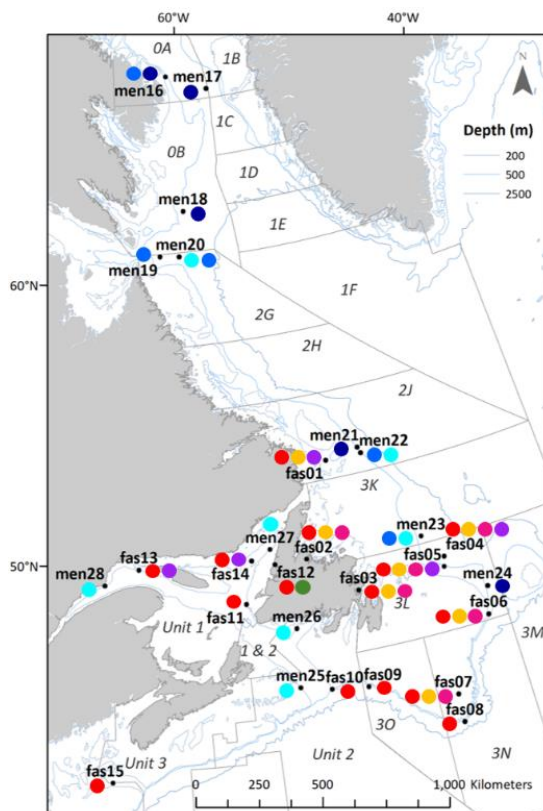 60°W
40°W
0A
1B
N
men16
men17
1C
Depth (m)
200
500
2500
0B
1D
men18
1E
men20
men19
60°N
1F
2G
2H
2J
men21
men22
fas01
3K
men27
fas02
men23
fas04
50°N
fas13
fas14
fas12
fas05
men28
fas03
3L
men24
fas06
fas11
Unit 1
men26
3M
1 & 2
men25
fas10
fas09
fas07
3O
fas08
Unit 3
Unit 2
3N
fas15
0
250
500
1,000 Kilometers